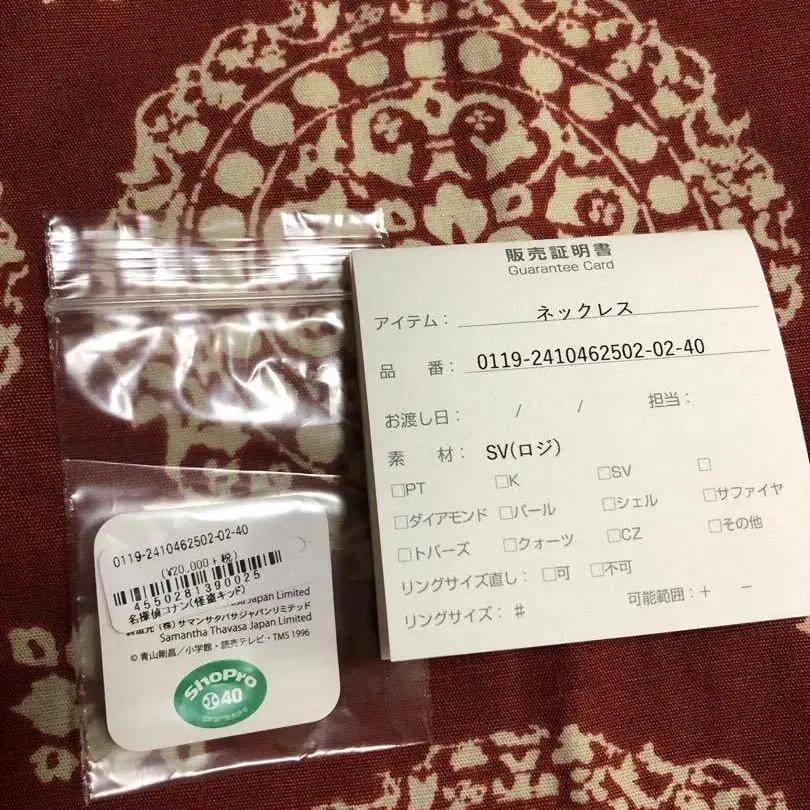 販売証明書
Guarantee Card
アイテム： ネックレス
品 番： 0119-2410462502-02-40
お渡し日： / / 担当：
素 材： SV(ロジ)
□PT □K □SV □
□ダイアモンド □パール □シェル □サファイヤ
□トパーズ □クォーツ □CZ □その他
リングサイズ直し： □可 □不可
リングサイズ： ♯ 可能範囲：＋ －
0119-2410462502-02-40
(¥20,000+税)
4550281390025
名探偵コナン(怪盗キッド)
Japan Limited
(株)サマンサタバサジャパンリミテッド
Samantha Thavasa Japan Limited
© 青山剛昌／小学館・読売テレビ・TMS 1996
ShoPro
40